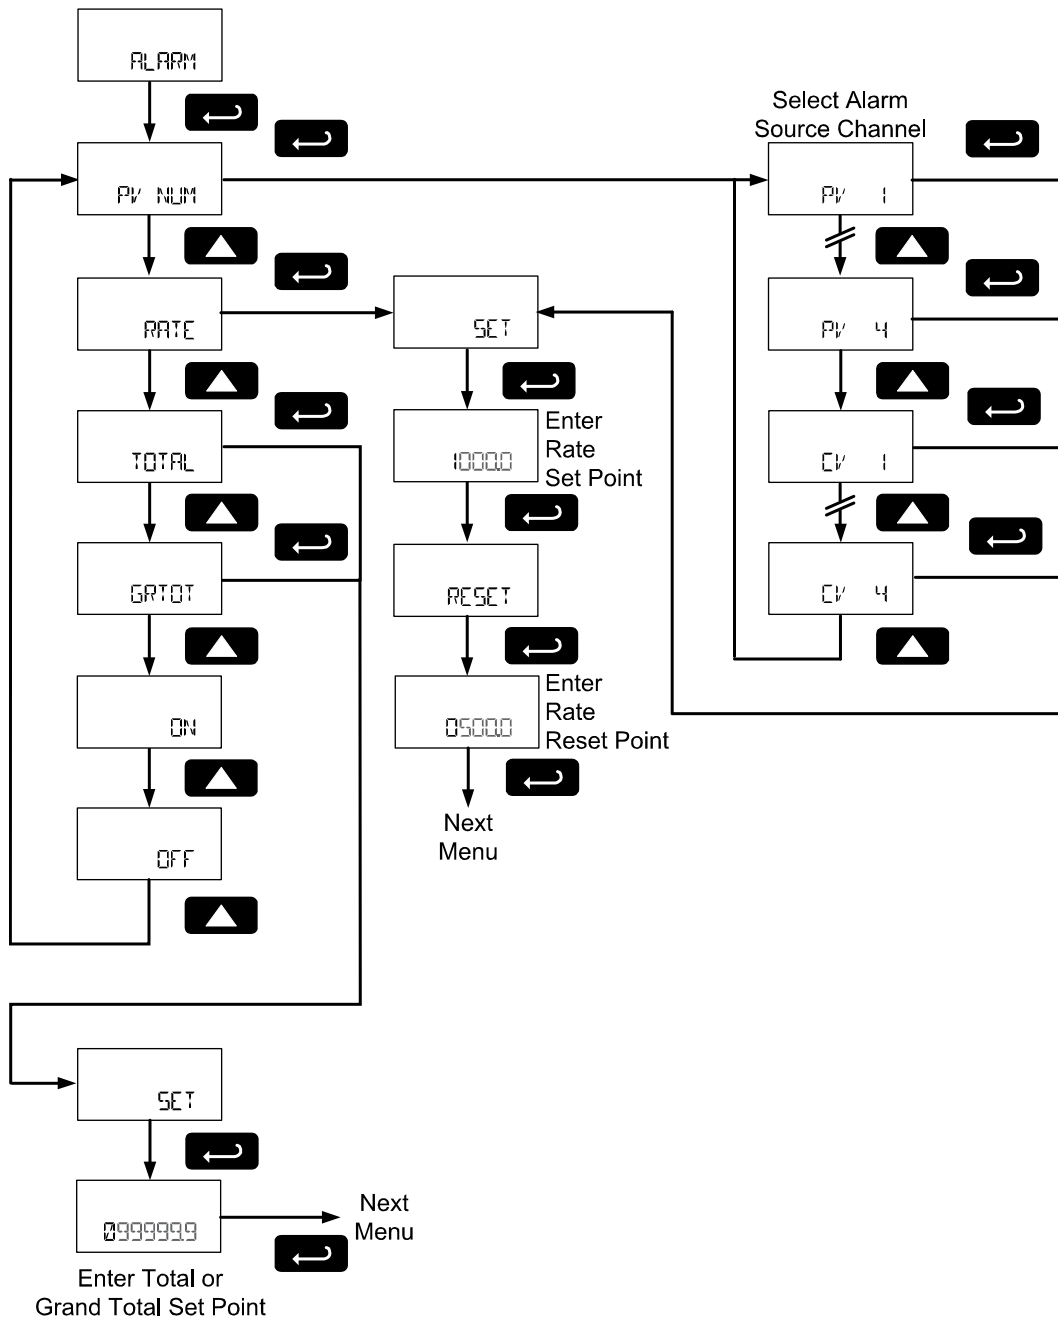 ALARM
PV NUM
RATE
TOTAL
GRTOT
ON
OFF
SET
1000.0
Enter
Rate
Set Point
RESET
0500.0
Enter
Rate
Reset Point
Next
Menu
Select Alarm
Source Channel
PV 1
PV 4
CV 1
CV 4
SET
099999.9
Next
Menu
Enter Total or
Grand Total Set Point